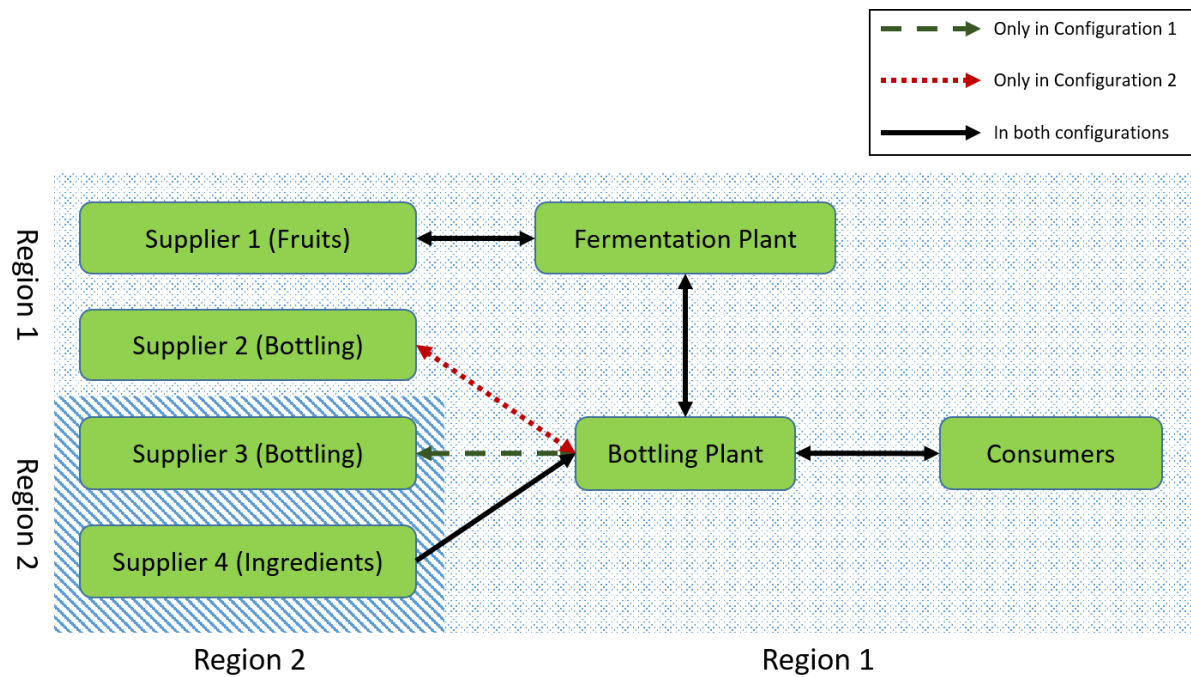 Only in Configuration 1
Only in Configuration 2
In both configurations
Region 1
Supplier 1 (Fruits)
Fermentation Plant
Supplier 2 (Bottling)
Region 2
Supplier 3 (Bottling)
Bottling Plant
Consumers
Supplier 4 (Ingredients)
Region 2
Region 1